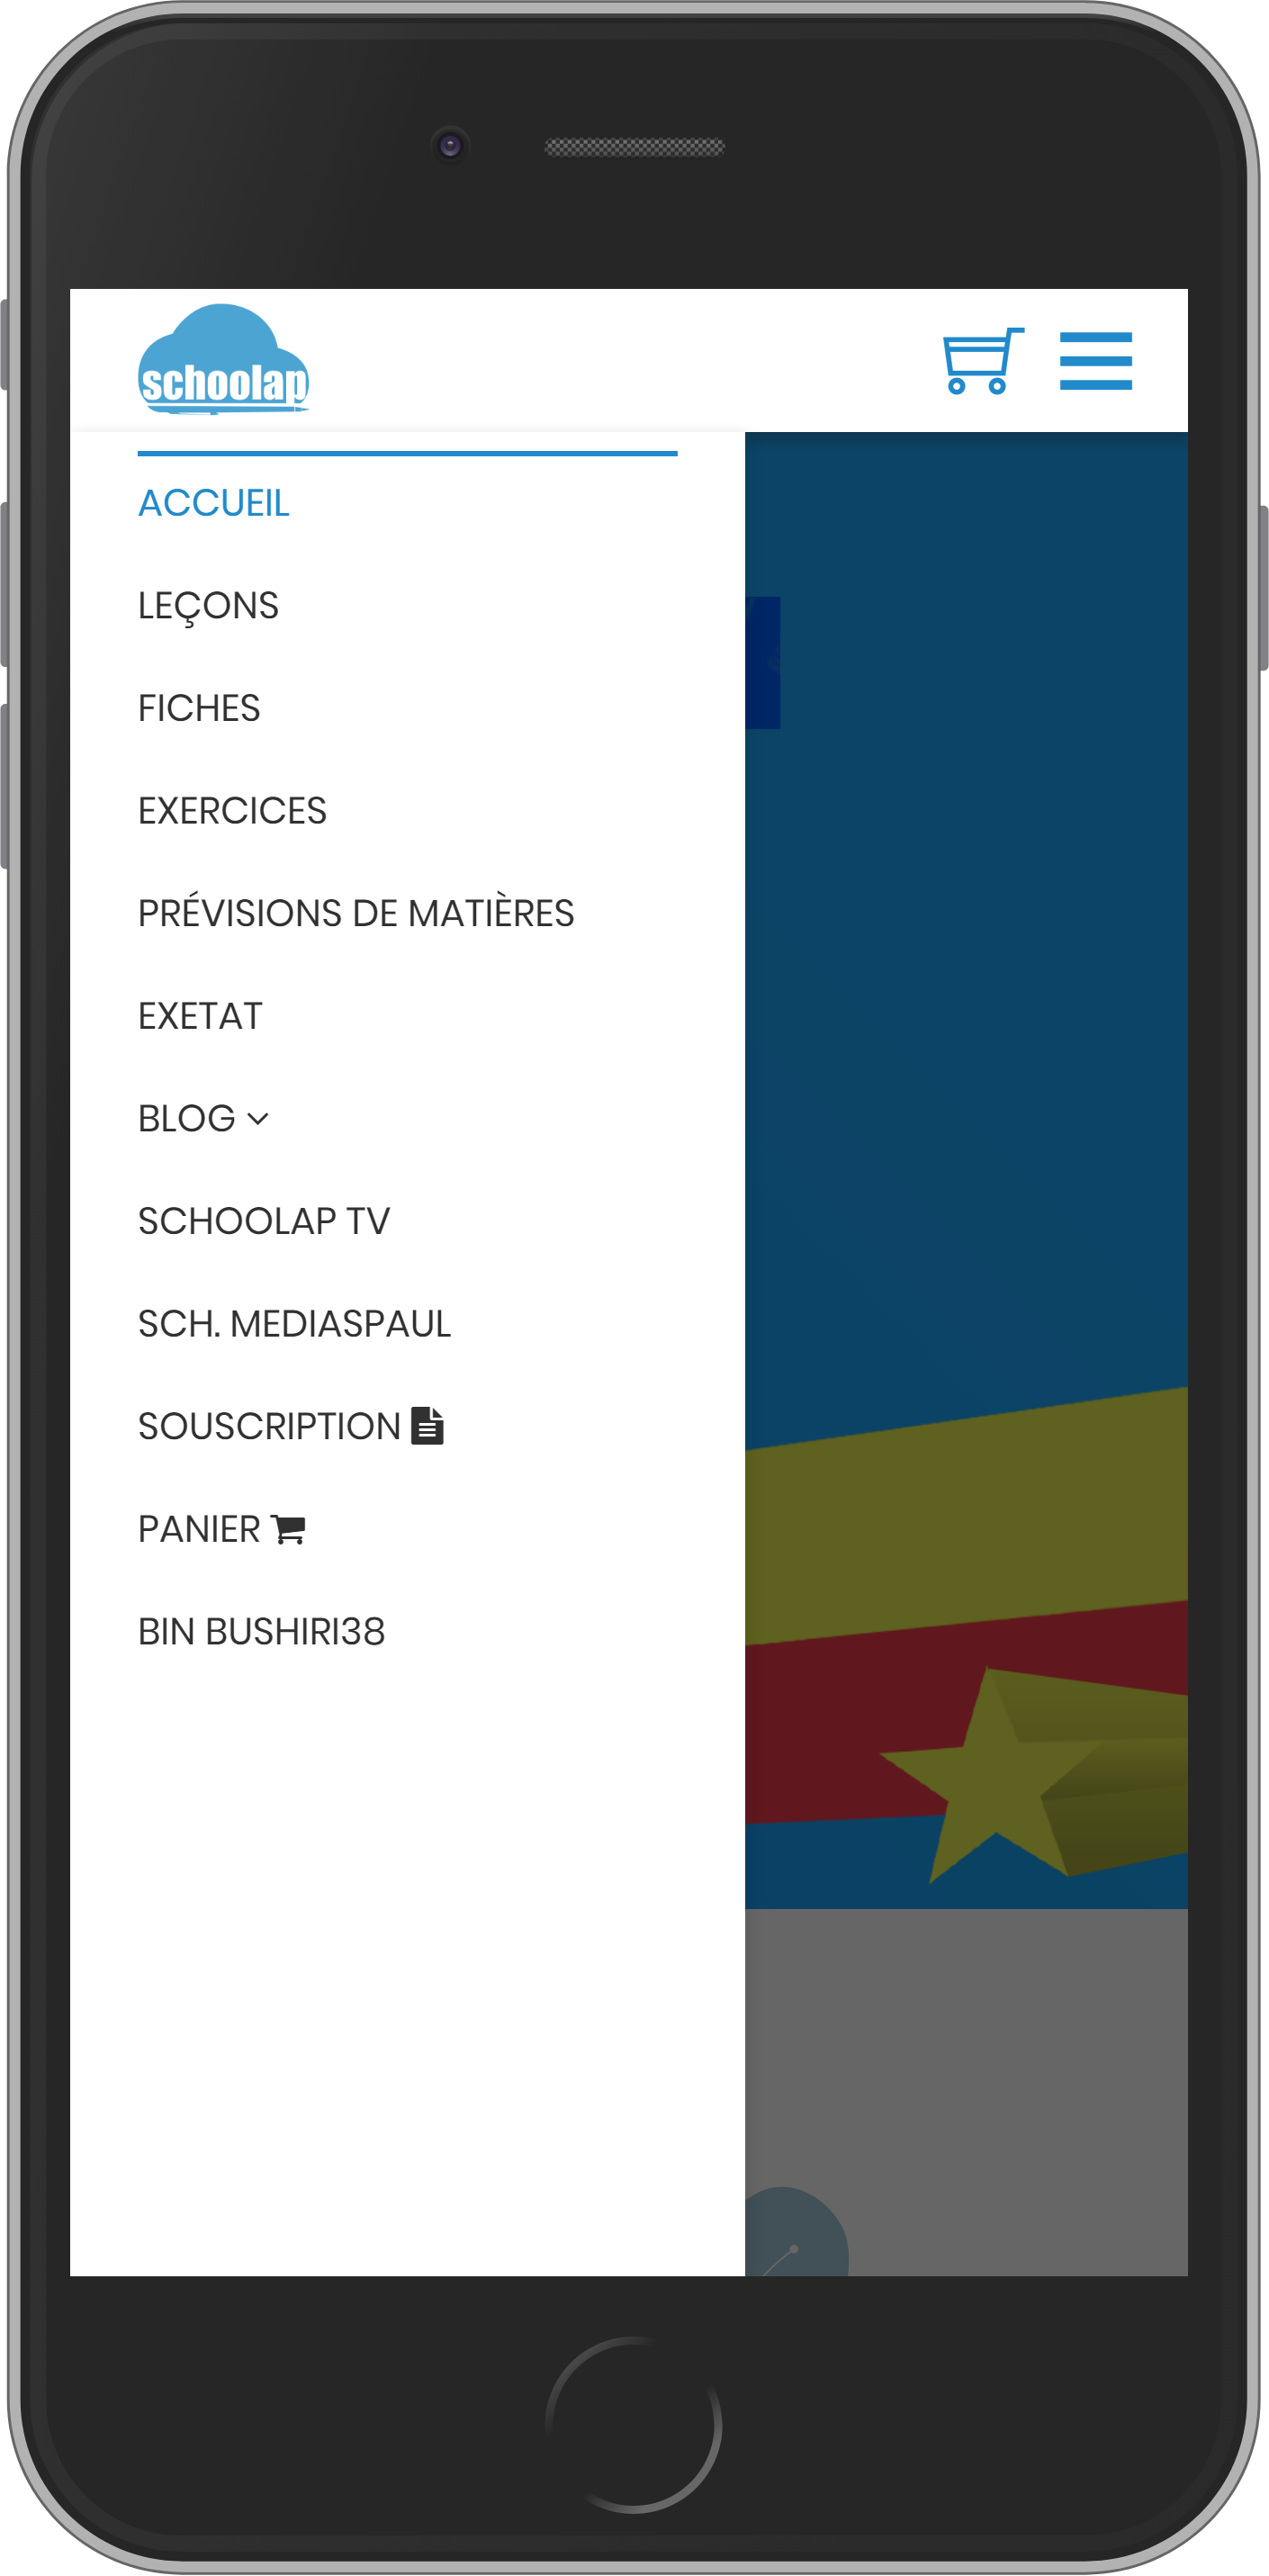 schoolap
ACCUEIL
LEÇONS
FICHES
EXERCICES
PRÉVISIONS DE MATIÈRES
EXETAT
BLOG
SCHOOLAP TV
SCH. MEDIASPAUL
SOUSCRIPTION
PANIER
BIN BUSHIRI38